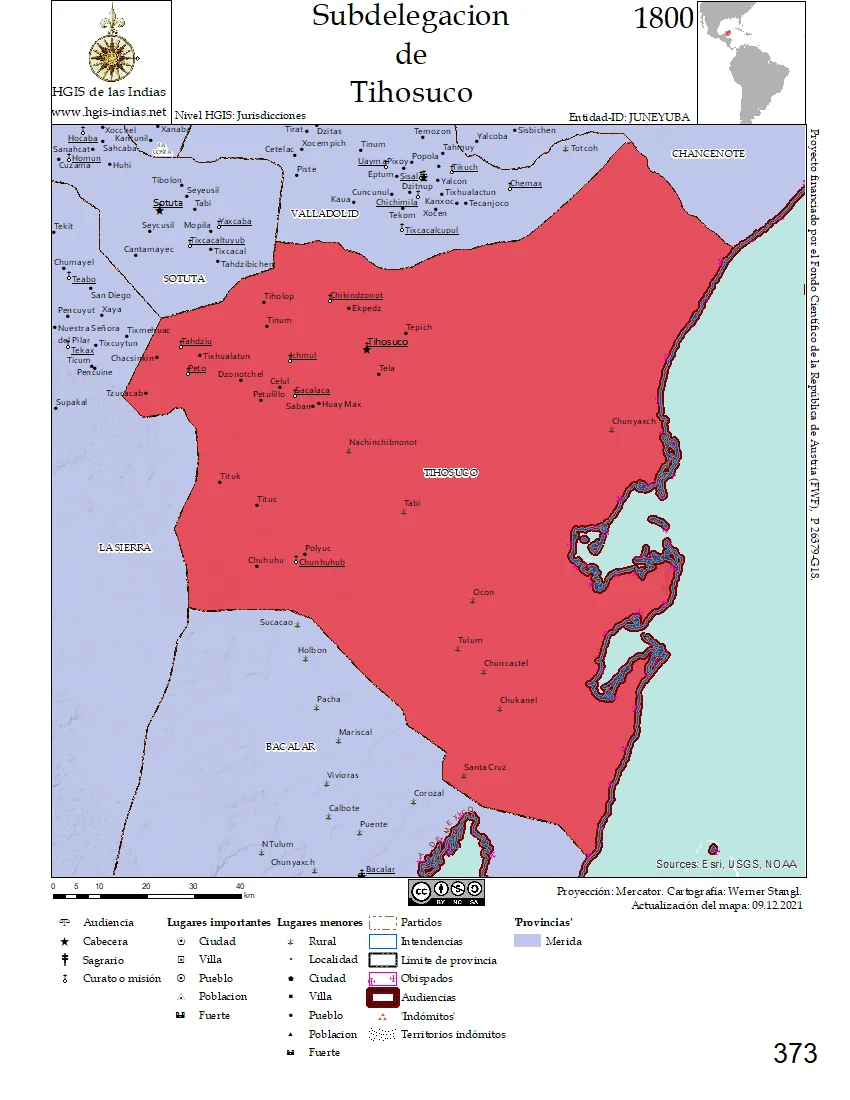 Subdelegacion
de
Tihosuco
1800
HGIS de las Indias
www.hgis-indias.net
Nivel HGIS: Jurisdicciones
Entidad-ID: JUNEYUBA
Proyecto financiado por el Fondo Científico de la República de Austria (FWF), P 26379-G18.
Hocaba
Xocchel
Kantunil
Xanaba
Sanahcat
Sahcaba
Homun
Cuzama
Huhi
LA
COSTA
Tirat
Dzitas
Cetelac
Xocempich
Tinum
Piste
Temozon
Yalcoba
Sisbichen
Totcoh
Tahmuy
Popola
Uayma
Pixoy
Tikuch
Eptum
Sisal
Yalcon
Chemax
Dzitnup
Cuncunul
Tixhualactun
Kaua
Chichimila
Kanxoc
Tecanjoco
Tekom
Xocen
Tixcacalcupul
VALLADOLID
CHANCENOTE
Tibolon
Seyeusil
Sotuta
Tabi
Seycusil
Mopila
Yaxcaba
Tixcacaltuyub
Cantamayec
Tixcacal
Tahdzibichen
SOTUTA
Tekit
Chumayel
Teabo
San Diego
Pencuyut
Xaya
Nuestra Señora
del Pilar
Tixmehuac
Tixcuytun
Tekax
Ticum
Chacsinkin
Pencuine
Tzucacab
Supakal
Tiholop
Chikindzonot
Ekpedz
Tinum
Tepich
Tahdziu
Tihosuco
Tixhualatun
Ichmul
Peto
Dzonotchel
Tela
Celul
Petulillo
Sacalaca
Saban
Huay Max
Chunyaxch
Nachinchibnonot
TIHOSUCO
Tituk
Tituc
Tabi
LA SIERRA
Polyuc
Chuhuhu
Chunhuhub
Ocon
Sucacao
Tulum
Holbon
Chuncactel
Pacha
Chukanel
Mariscal
BACALAR
Santa Cruz
Vivioras
Corozal
Calbote
Puente
DE MEXICO
NTulum
Chunyaxch
Bacalar
Sources: Esri, USGS, NOAA
0 5 10 20 30 40
km
CC BY NC SA
Proyección: Mercator. Cartografía: Werner Stangl.
Actualización del mapa: 09.12.2021
Audiencia
Cabecera
Sagrario
Curato o misión
Lugares importantes
Ciudad
Villa
Pueblo
Poblacion
Fuerte
Lugares menores
Rural
Localidad
Ciudad
Villa
Pueblo
Poblacion
Fuerte
Partidos
Intendencias
Límite de provincia
Obispados
Audiencias
'Indómitos'
Territorios indómitos
'Provincias'
Merida
373